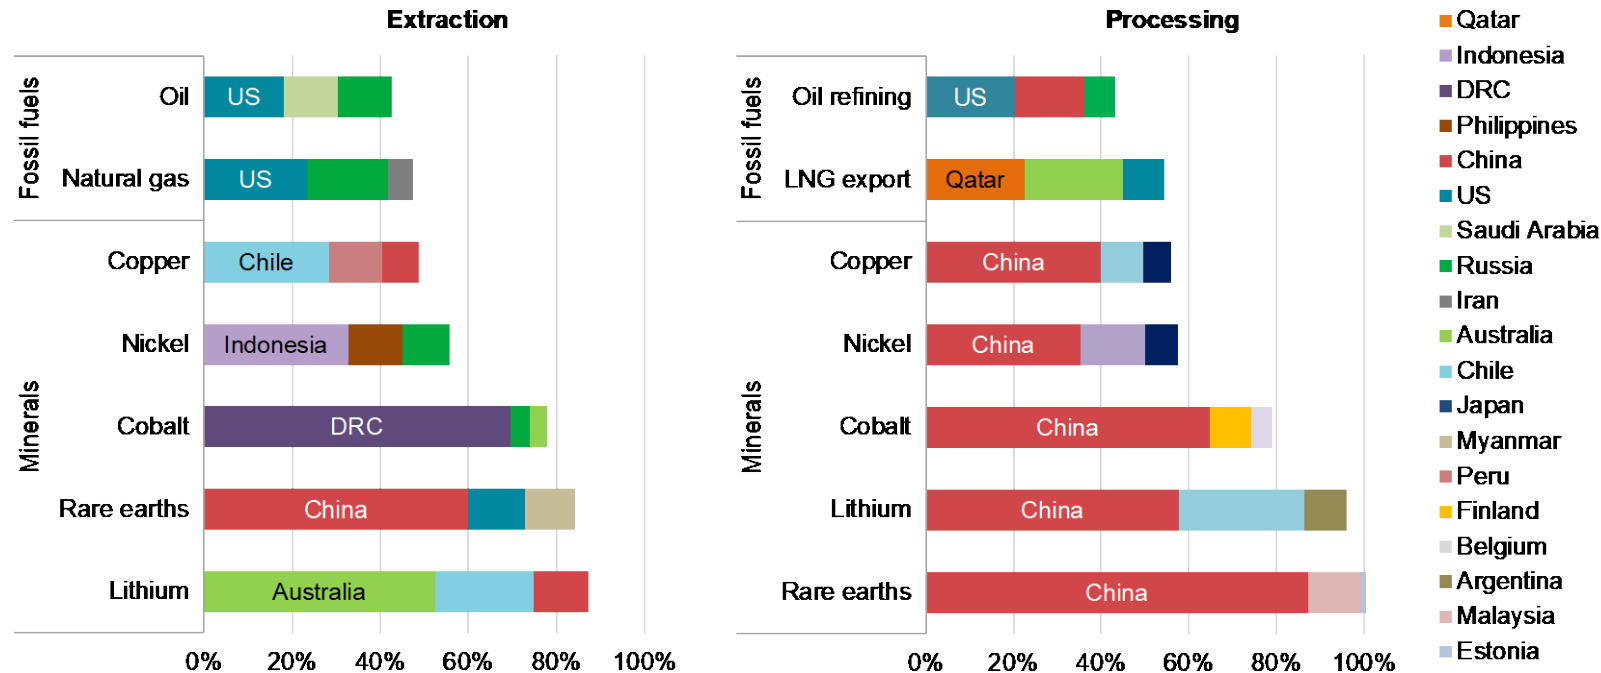 Extraction
Fossil fuels
Oil
US
Natural gas
US
Minerals
Copper
Chile
Nickel
Indonesia
Cobalt
DRC
Rare earths
China
Lithium
Australia
0% 20% 40% 60% 80% 100%
Processing
Fossil fuels
Oil refining
US
LNG export
Qatar
Minerals
Copper
China
Nickel
China
Cobalt
China
Lithium
China
Rare earths
China
0% 20% 40% 60% 80% 100%
Qatar
Indonesia
DRC
Philippines
China
US
Saudi Arabia
Russia
Iran
Australia
Chile
Japan
Myanmar
Peru
Finland
Belgium
Argentina
Malaysia
Estonia